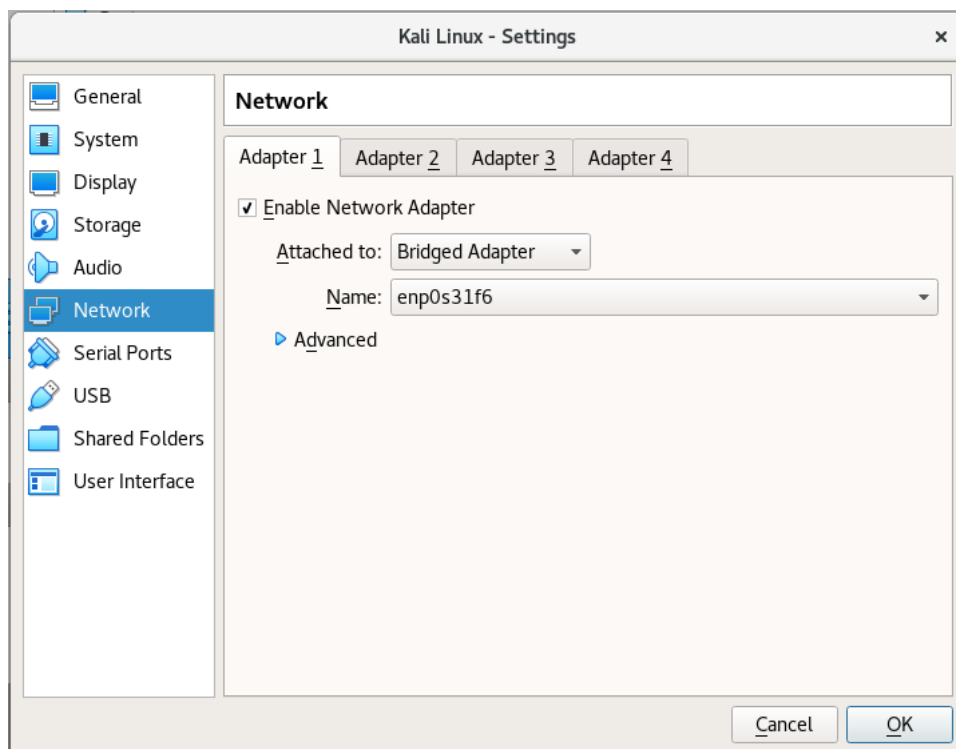 Kali Linux - Settings
General
System
Display
Storage
Audio
Network
Serial Ports
USB
Shared Folders
User Interface
Network
Adapter 1 Adapter 2 Adapter 3 Adapter 4
Enable Network Adapter
Attached to: Bridged Adapter
Name: enp0s31f6
Advanced
Cancel OK